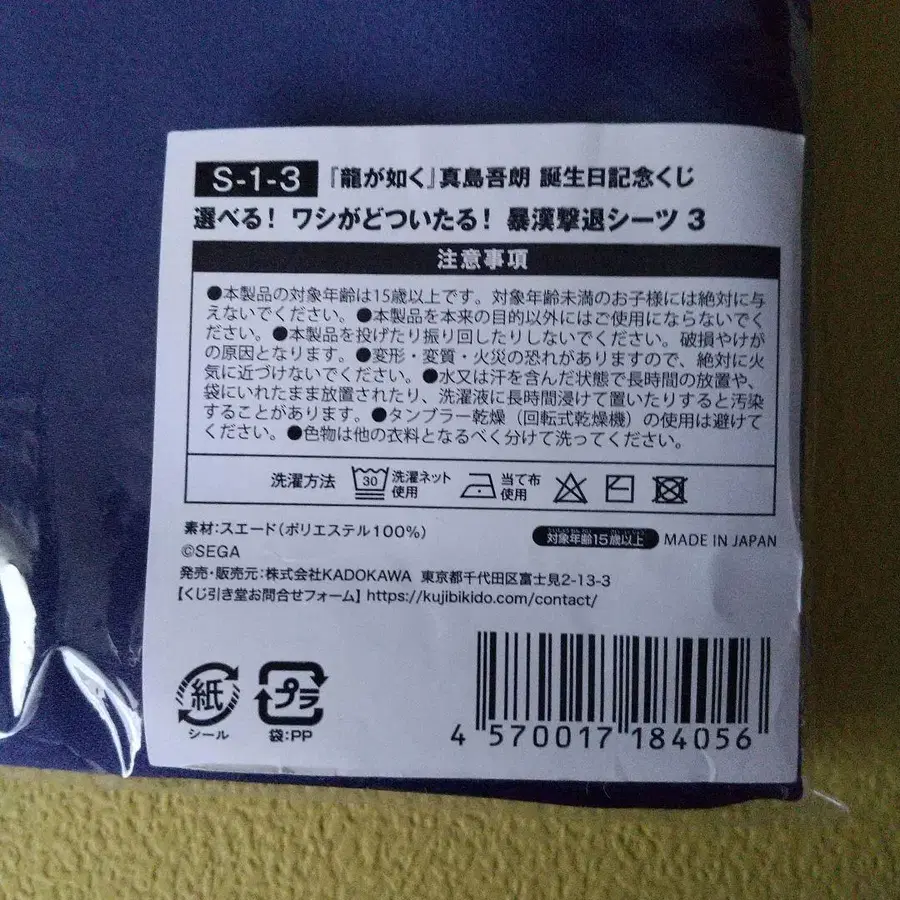 S-1-3 『龍が如く』真島吾朗 誕生日記念くじ
選べる！ ワシがどついたる！ 暴漢撃退シーツ 3
注意事項
●本製品の対象年齢は15歳以上です。対象年齢未満のお子様には絶対に与
えないでください。●本製品を本来の目的以外にはご使用にならないでく
ださい。●本製品を投げたり振り回したりしないでください。破損やけが
の原因となります。●変形・変質・火災の恐れがありますので、絶対に火
気に近づけないでください。●水又は汗を含んだ状態で長時間の放置や、
袋にいれたまま放置されたり、洗濯液に長時間浸けて置いたりすると汚染
することがあります。●タンブラー乾燥（回転式乾燥機）の使用は避けて
ください。●色物は他の衣料となるべく分けて洗ってください。
洗濯方法 30 洗濯ネット使用 当て布使用
素材：スエード（ポリエステル100%）
対象年齢15歳以上 MADE IN JAPAN
©SEGA
発売・販売元：株式会社KADOKAWA 東京都千代田区富士見2-13-3
【くじ引き堂お問合せフォーム】https://kujibikido.com/contact/
紙 プラ
シール 袋：PP
4 570017 184056